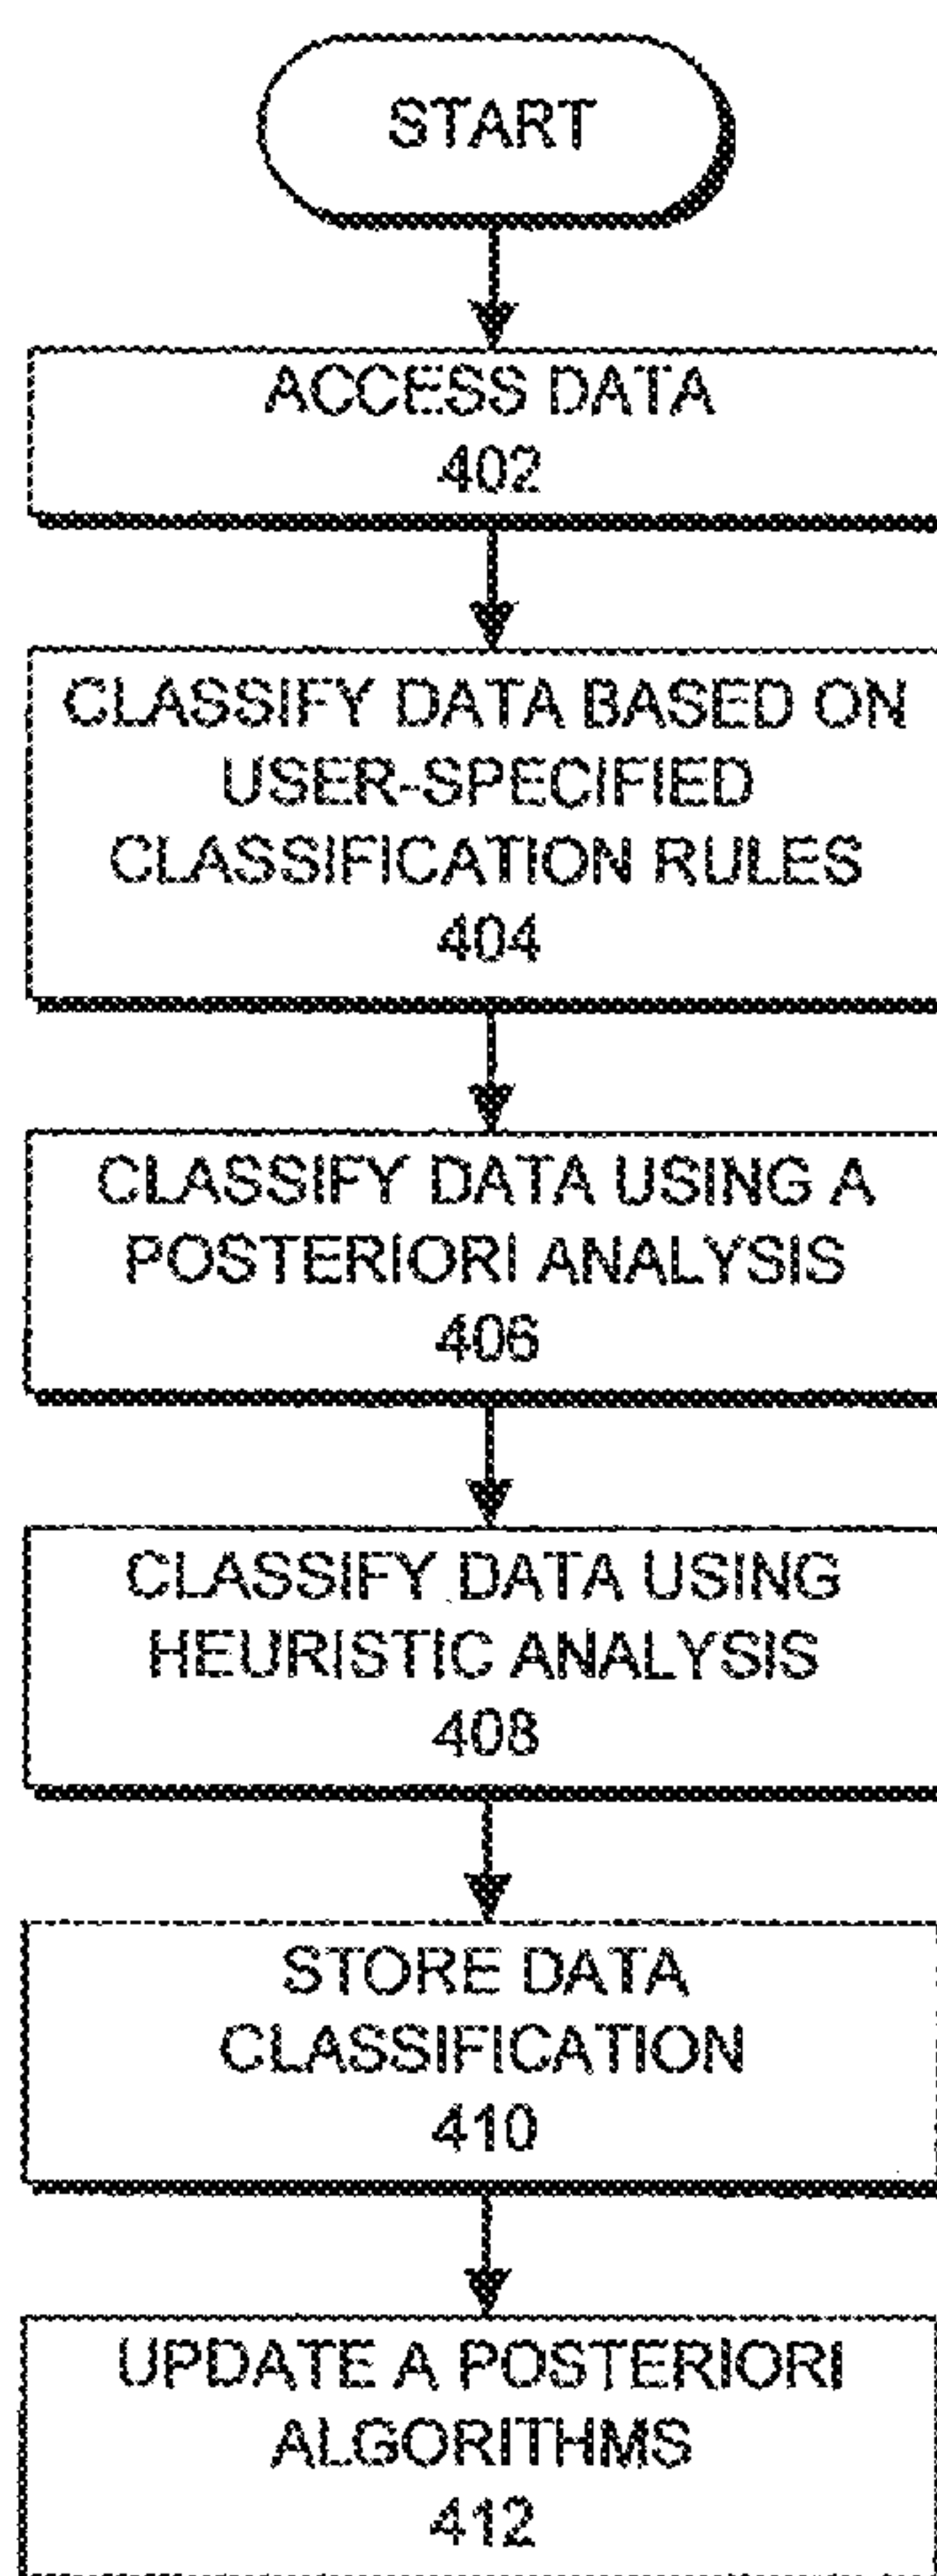 START
ACCESS DATA
402
CLASSIFY DATA BASED ON
USER-SPECIFIED
CLASSIFICATION RULES
404
CLASSIFY DATA USING A
POSTERIORI ANALYSIS
406
CLASSIFY DATA USING
HEURISTIC ANALYSIS
408
STORE DATA
CLASSIFICATION
410
UPDATE A POSTERIORI
ALGORITHMS
412